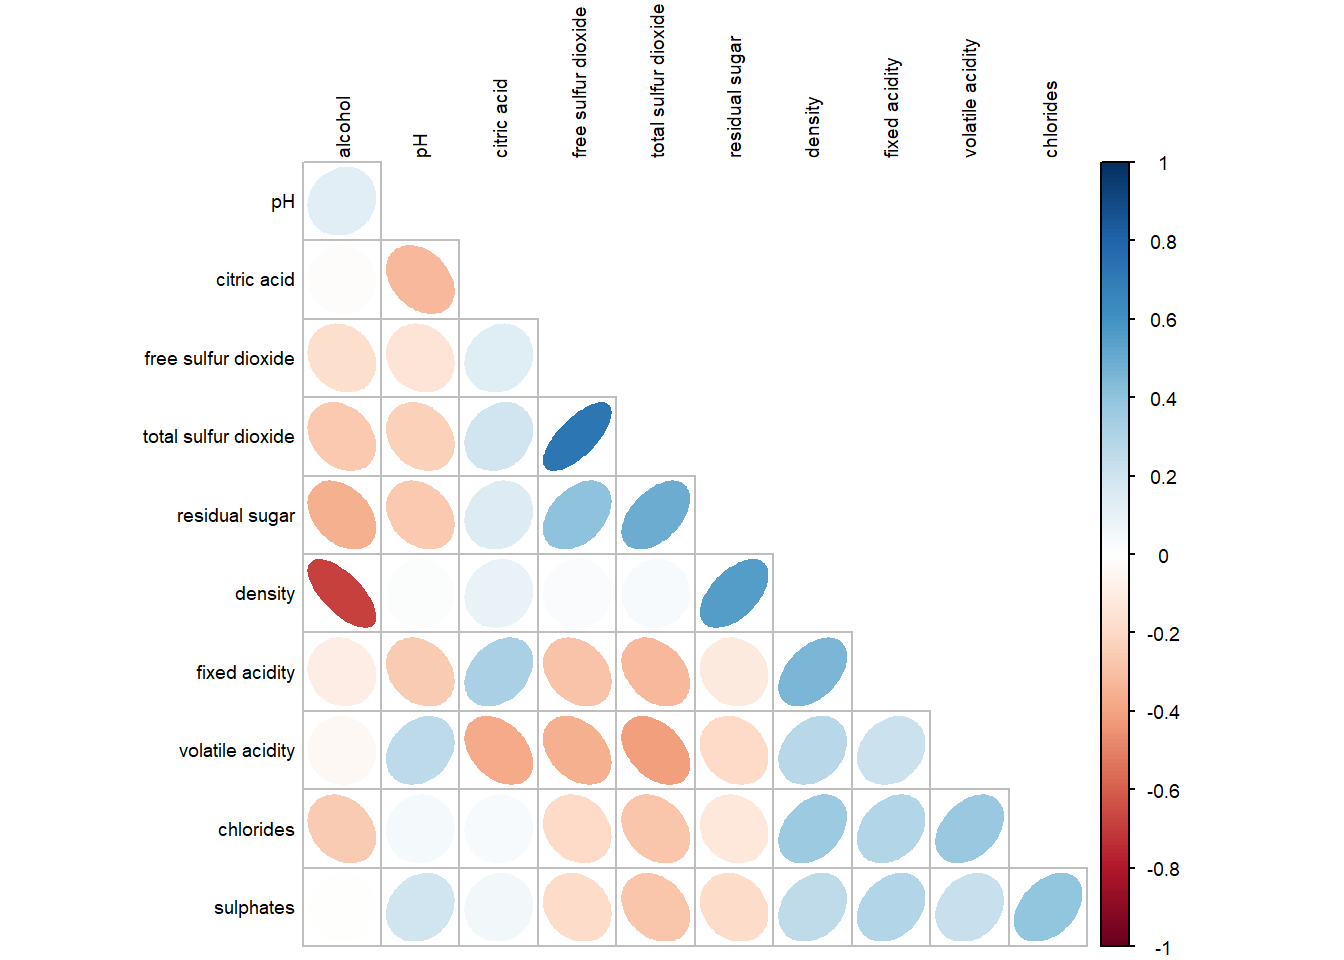 alcohol
pH
citric acid
free sulfur dioxide
total sulfur dioxide
residual sugar
density
fixed acidity
volatile acidity
chlorides
pH
citric acid
free sulfur dioxide
total sulfur dioxide
residual sugar
density
fixed acidity
volatile acidity
chlorides
sulphates
1
0.8
0.6
0.4
0.2
0
-0.2
-0.4
-0.6
-0.8
-1